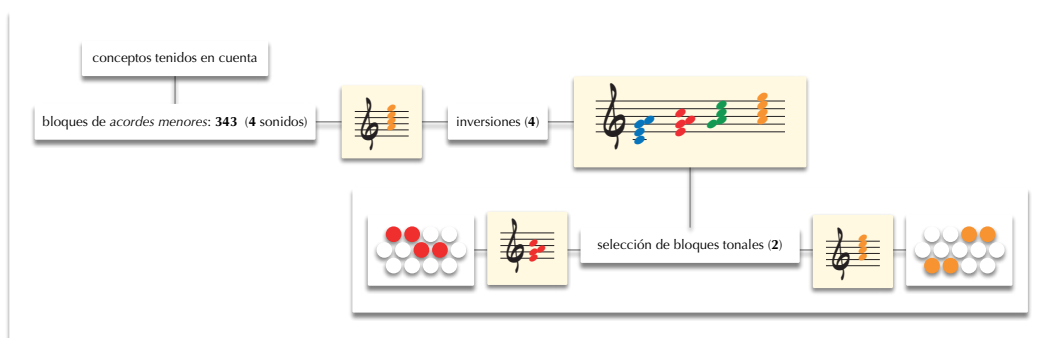 conceptos tenidos en cuenta
bloques de acordes menores: 343 (4 sonidos)
inversiones (4)
selección de bloques tonales (2)